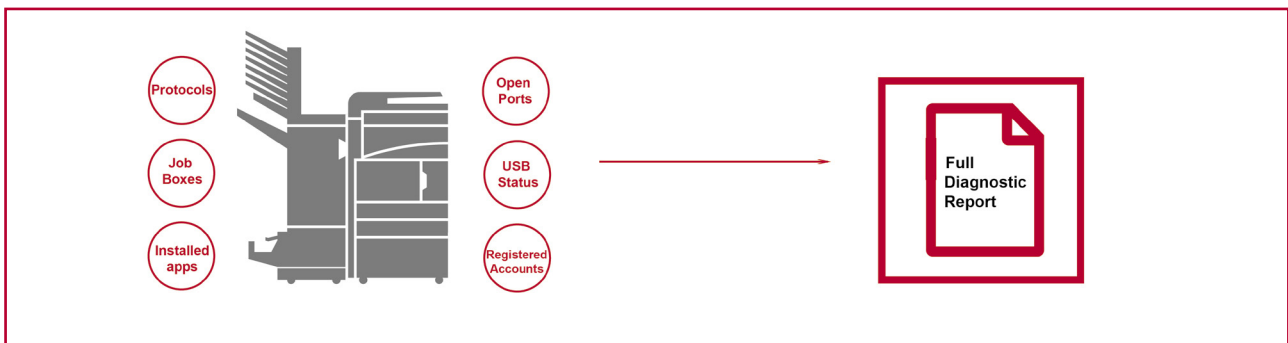 Protocols
Job
Boxes
Installed
apps
Open
Ports
USB
Status
Registered
Accounts
Full
Diagnostic
Report